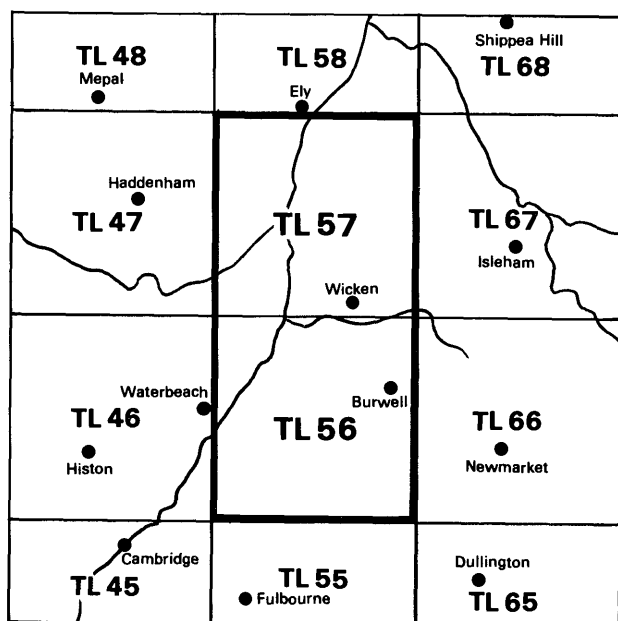 TL 48
Mepal
TL 58
Ely
Shippea Hill
TL 68
Haddenham
TL 47
TL 57
TL 67
Isleham
Wicken
Waterbeach
TL 46
Histon
Burwell
TL 56
TL 66
Newmarket
Cambridge
TL 45
TL 55
Fulbourne
Dullington
TL 65